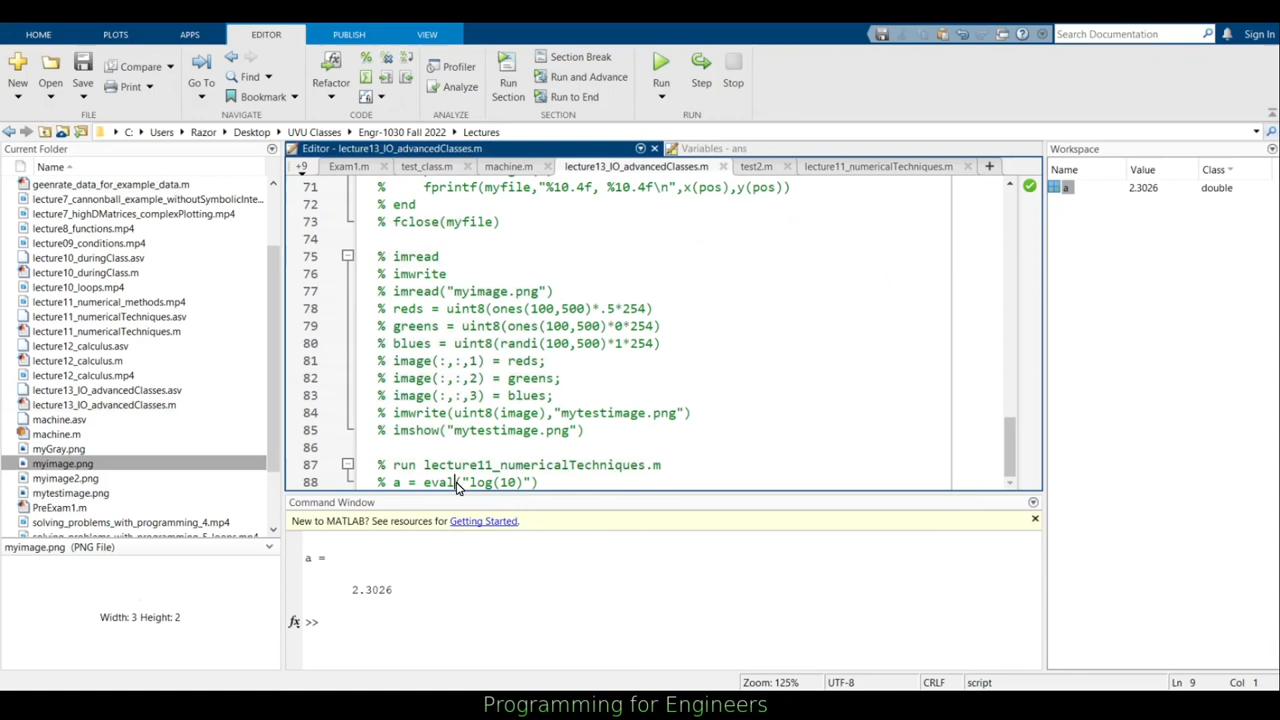 HOME PLOTS APPS EDITOR PUBLISH VIEW Search Documentation Sign In
New Open Save Compare Print Go To Find Bookmark Refactor Profiler Analyze Run Section Section Break Run and Advance Run to End Run Step Stop
FILE NAVIGATE CODE ANALYZE SECTION RUN
C: Users Razor Desktop UVU Classes Engr-1030 Fall 2022 Lectures
Current Folder
Name
geenrate_data_for_example_data.m
lecture7_cannonball_example_withoutSymbolicInte...
lecture7_highDMatrices_complexPlotting.mp4
lecture8_functions.mp4
lecture09_conditions.mp4
lecture10_duringClass.asv
lecture10_duringClass.m
lecture10_loops.mp4
lecture11_numerical_methods.mp4
lecture11_numericalTechniques.asv
lecture11_numericalTechniques.m
lecture12_calculus.asv
lecture12_calculus.m
lecture12_calculus.mp4
lecture13_IO_advancedClasses.asv
lecture13_IO_advancedClasses.m
machine.asv
machine.m
myGray.png
myimage.png
myimage2.png
mytestimage.png
PreExam1.m
solving_problems_with_programming_4.mp4
myimage.png (PNG File)
Width: 3 Height: 2
Editor - lecture13_IO_advancedClasses.m Variables - ans
+9 Exam1.m test_class.m machine.m lecture13_IO_advancedClasses.m test2.m lecture11_numericalTechniques.m
71 % fprintf(myfile,"%10.4f, %10.4f\n",x(pos),y(pos))
72 % end
73 % fclose(myfile)
74
75 % imread
76 % imwrite
77 % imread("myimage.png")
78 % reds = uint8(ones(100,500)*.5*254)
79 % greens = uint8(ones(100,500)*0*254)
80 % blues = uint8(randi(100,500)*1*254)
81 % image(:,:,1) = reds;
82 % image(:,:,2) = greens;
83 % image(:,:,3) = blues;
84 % imwrite(uint8(image),"mytestimage.png")
85 % imshow("mytestimage.png")
86
87 % run lecture11_numericalTechniques.m
88 % a = eval("log(10)")
Command Window
New to MATLAB? See resources for Getting Started.
a =
2.3026
fx >>
Workspace
Name Value Class
a 2.3026 double
Zoom: 125% UTF-8 CRLF script Ln 9 Col 1
Programming for Engineers